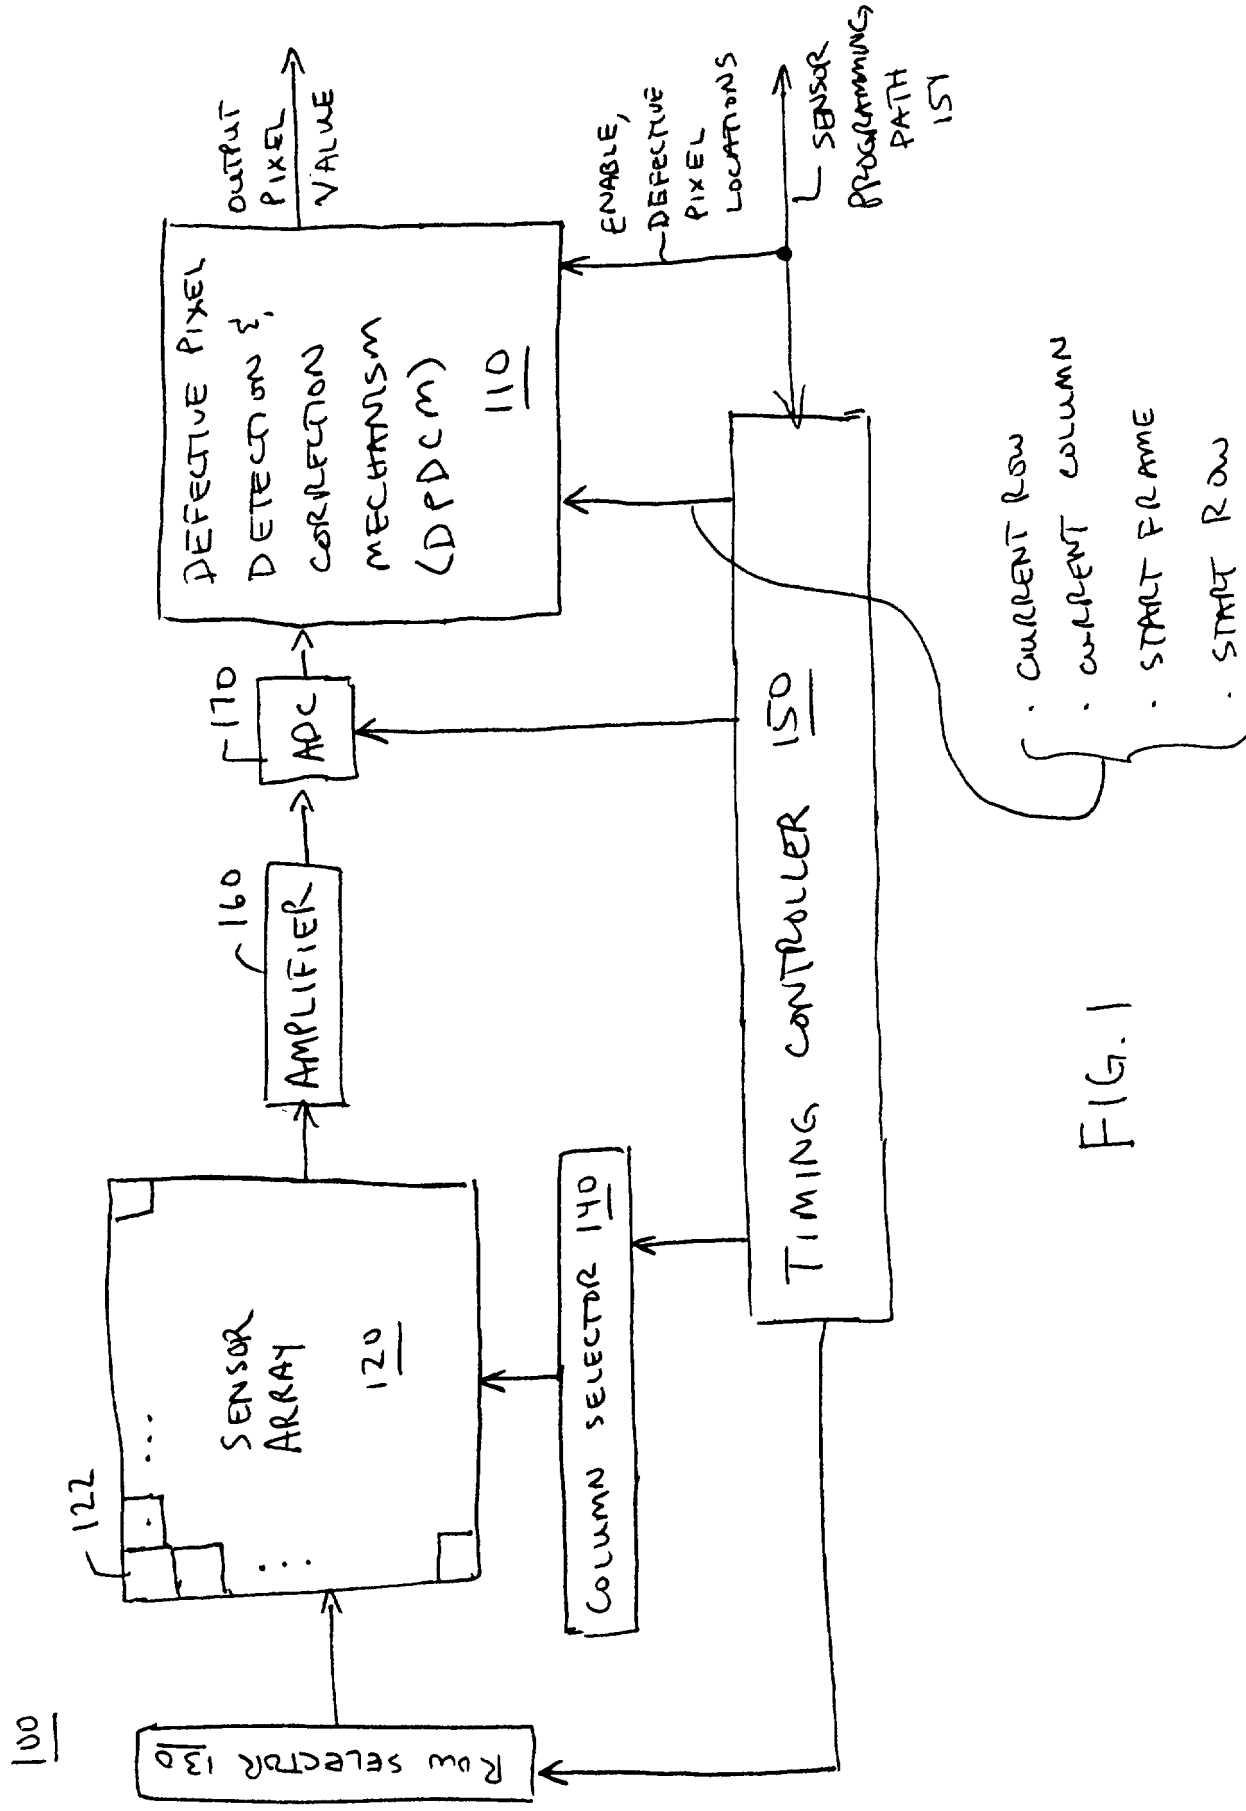 100
ROW SELECTOR 130
122
SENSOR
ARRAY
120
COLUMN SELECTOR 140
160
AMPLIFIER
170
ADC
DEFECTIVE PIXEL
DETECTION &
CORRECTION
MECHANISM
(DPDCM)
110
OUTPUT
PIXEL
VALUE
ENABLE,
DEFECTIVE
PIXEL
LOCATIONS
SENSOR
PROGRAMMING
PATH
154
TIMING CONTROLLER 150
· CURRENT ROW
· CURRENT COLUMN
· START FRAME
· START ROW
FIG. 1